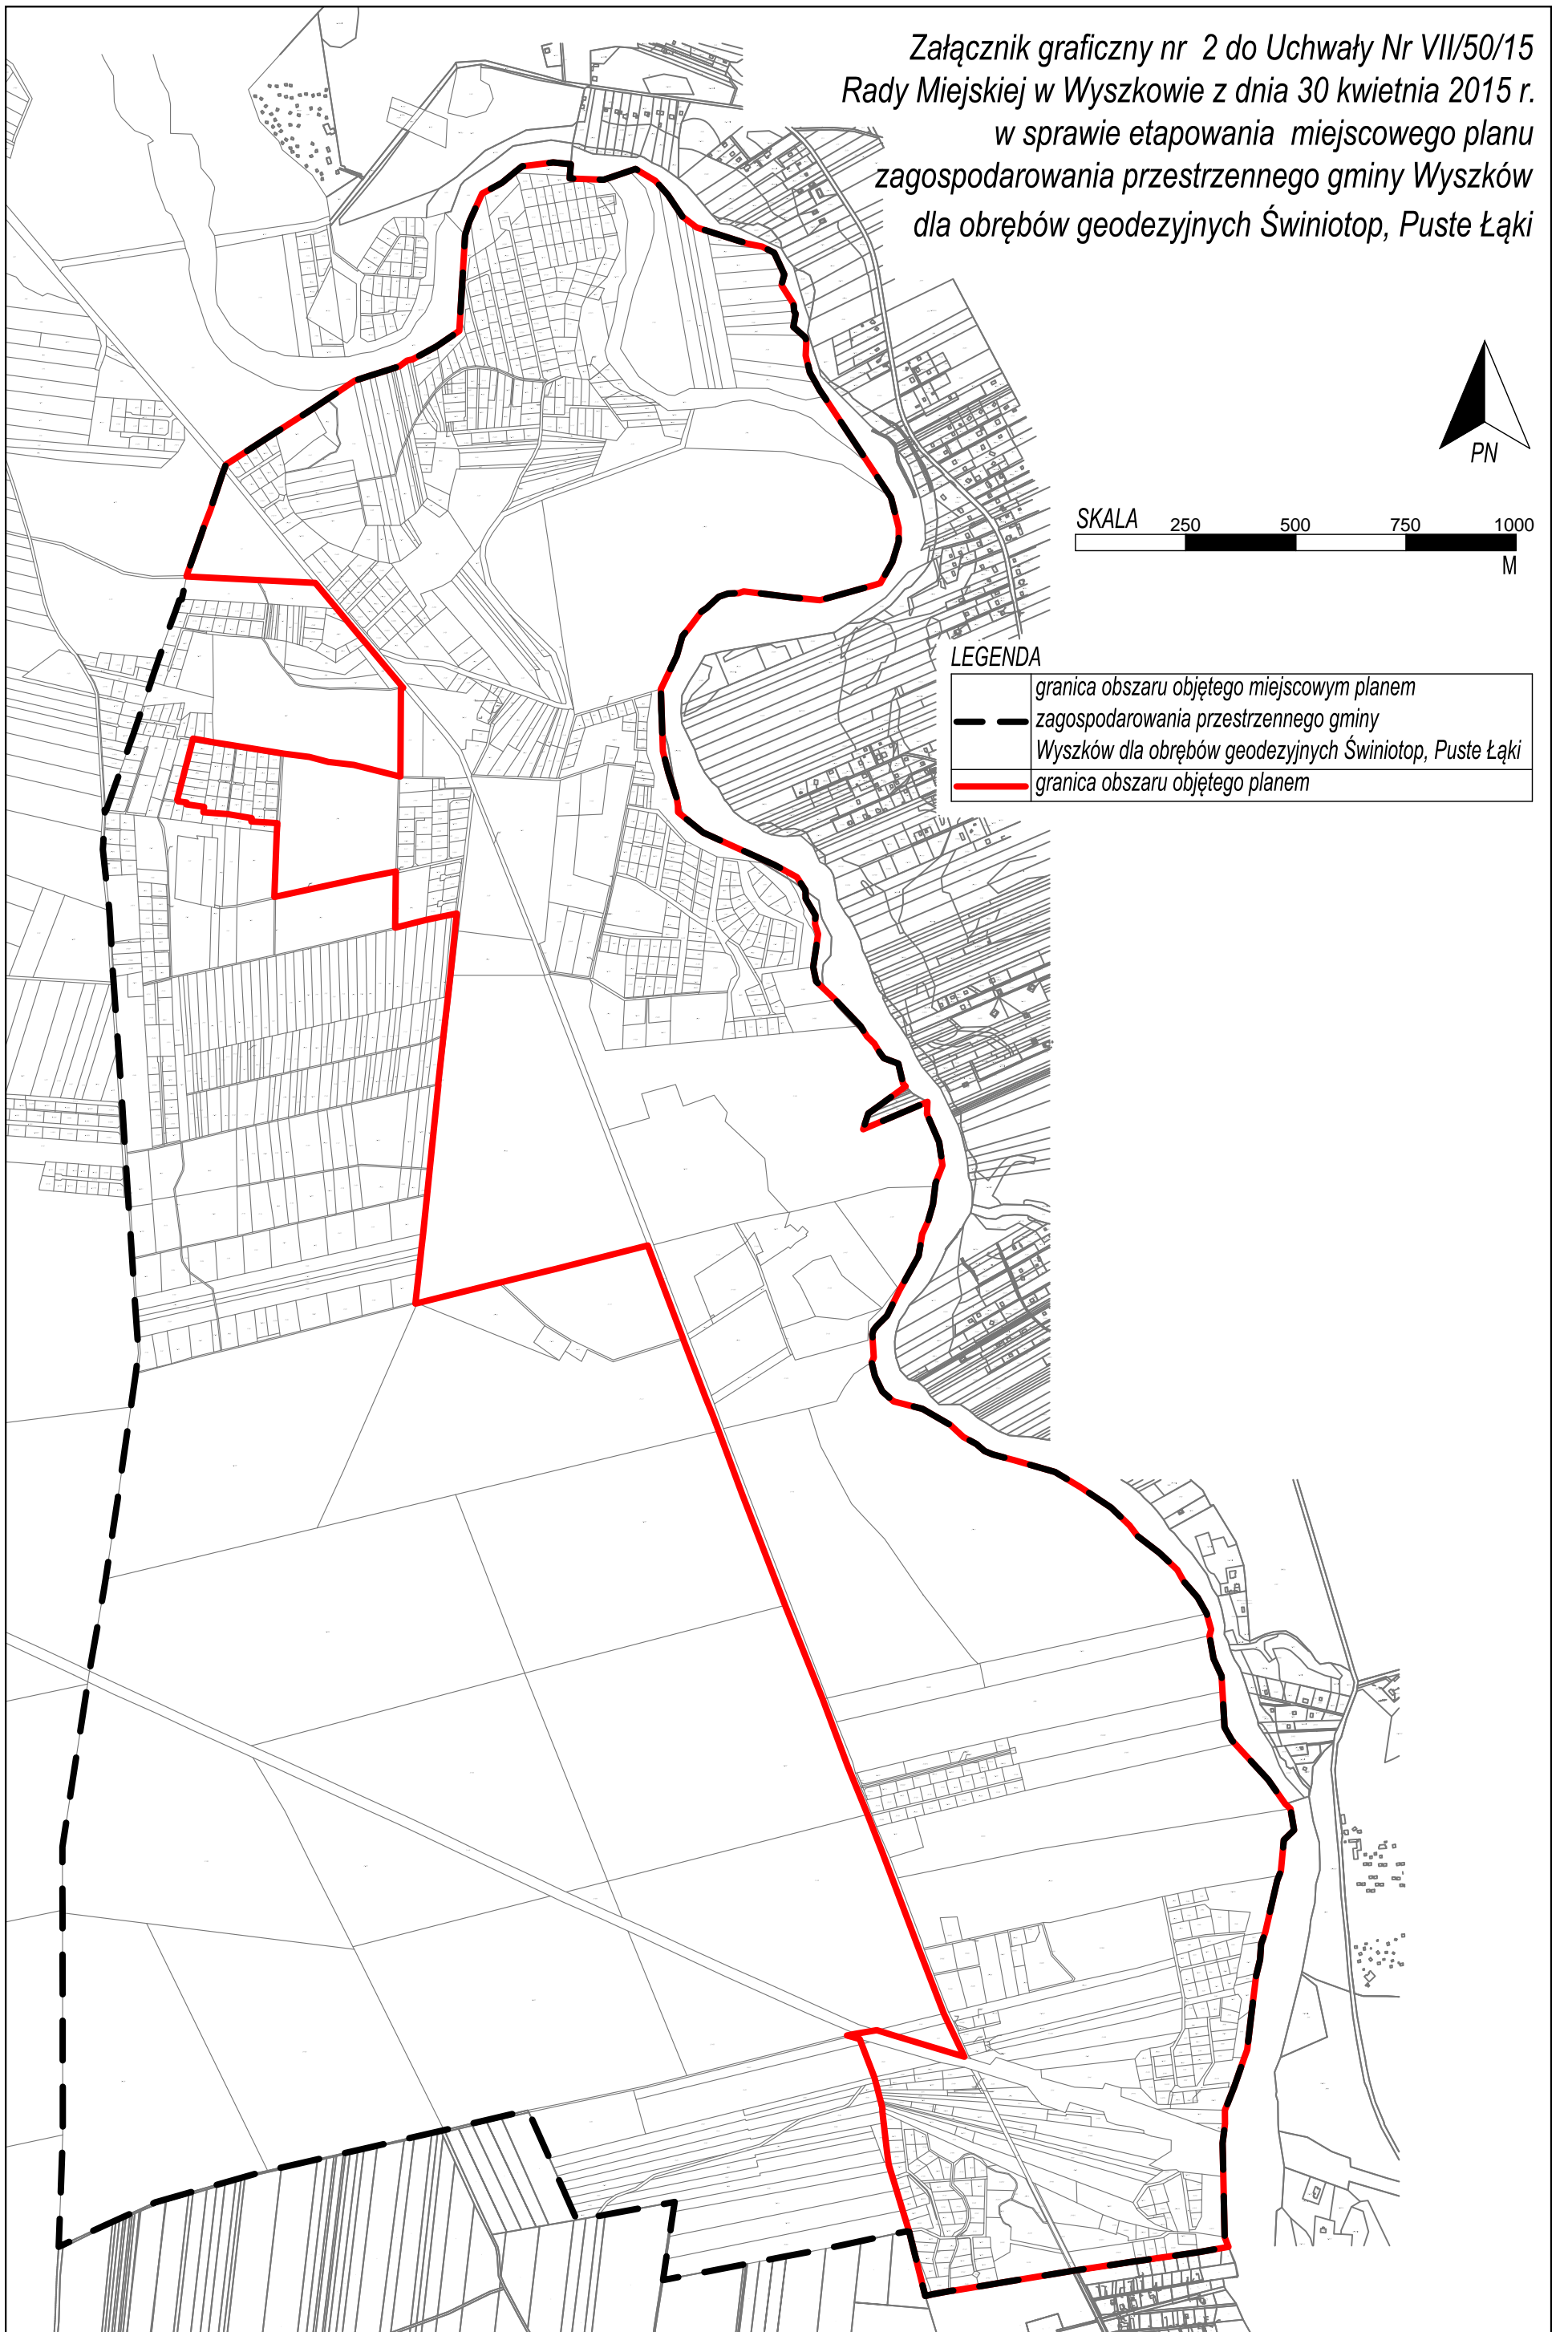 Załącznik graficzny nr 2 do Uchwały Nr VII/50/15
Rady Miejskiej w Wyszkowie z dnia 30 kwietnia 2015 r.
w sprawie etapowania miejscowego planu
zagospodarowania przestrzennego gminy Wyszków
dla obrębów geodezyjnych Świniotop, Puste Łąki
PN
SKALA 250 500 750 1000
M
LEGENDA
granica obszaru objętego miejscowym planem
zagospodarowania przestrzennego gminy
Wyszków dla obrębów geodezyjnych Świniotop, Puste Łąki
granica obszaru objętego planem